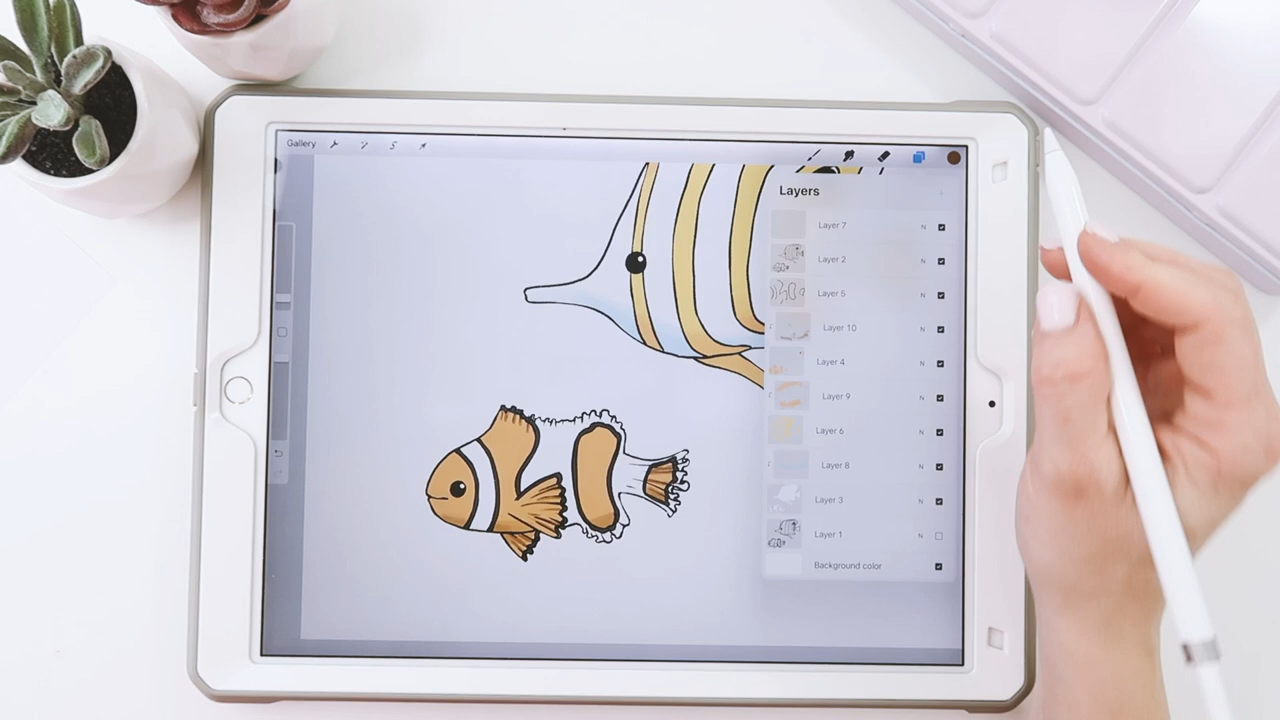 Gallery
Layers
Layer 7 N
Layer 2 N
Layer 5 N
Layer 10 N
Layer 4 N
Layer 9 N
Layer 6 N
Layer 8 N
Layer 3 N
Layer 1 N
Background color